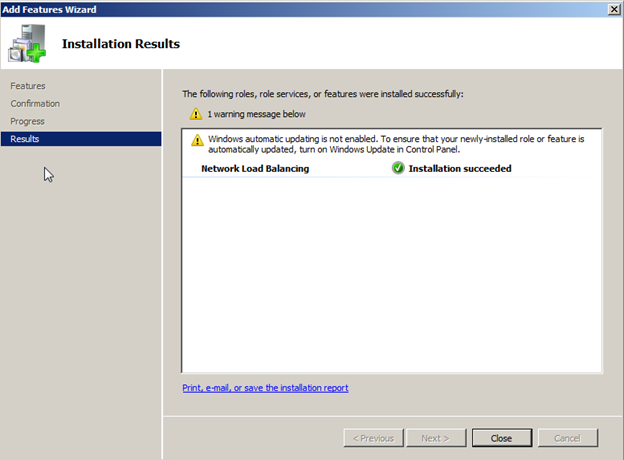 Add Features Wizard
Installation Results
Features
Confirmation
Progress
Results
The following roles, role services, or features were installed successfully:
1 warning message below
Windows automatic updating is not enabled. To ensure that your newly-installed role or feature is
automatically updated, turn on Windows Update in Control Panel.
Network Load Balancing Installation succeeded
Print, e-mail, or save the installation report
< Previous Next > Close Cancel